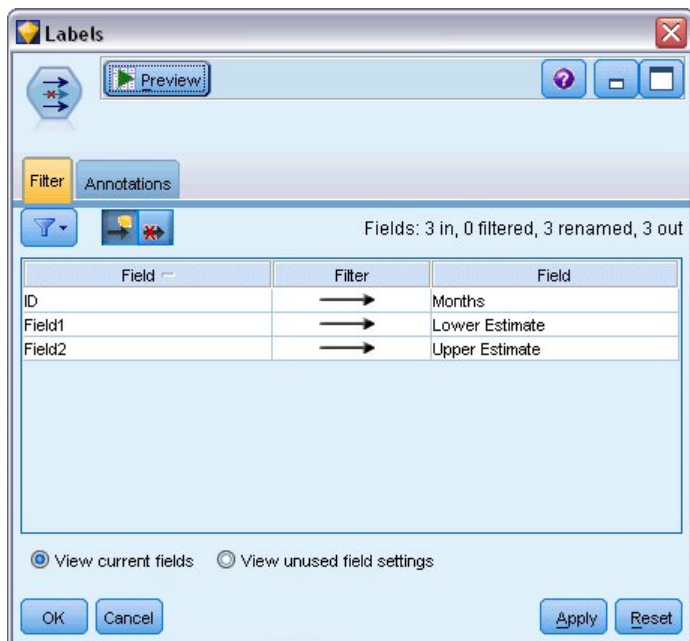 Labels
Preview
?
Filter Annotations
Fields: 3 in, 0 filtered, 3 renamed, 3 out
Field Filter Field
ID Months
Field1 Lower Estimate
Field2 Upper Estimate
View current fields View unused field settings
OK Cancel Apply Reset